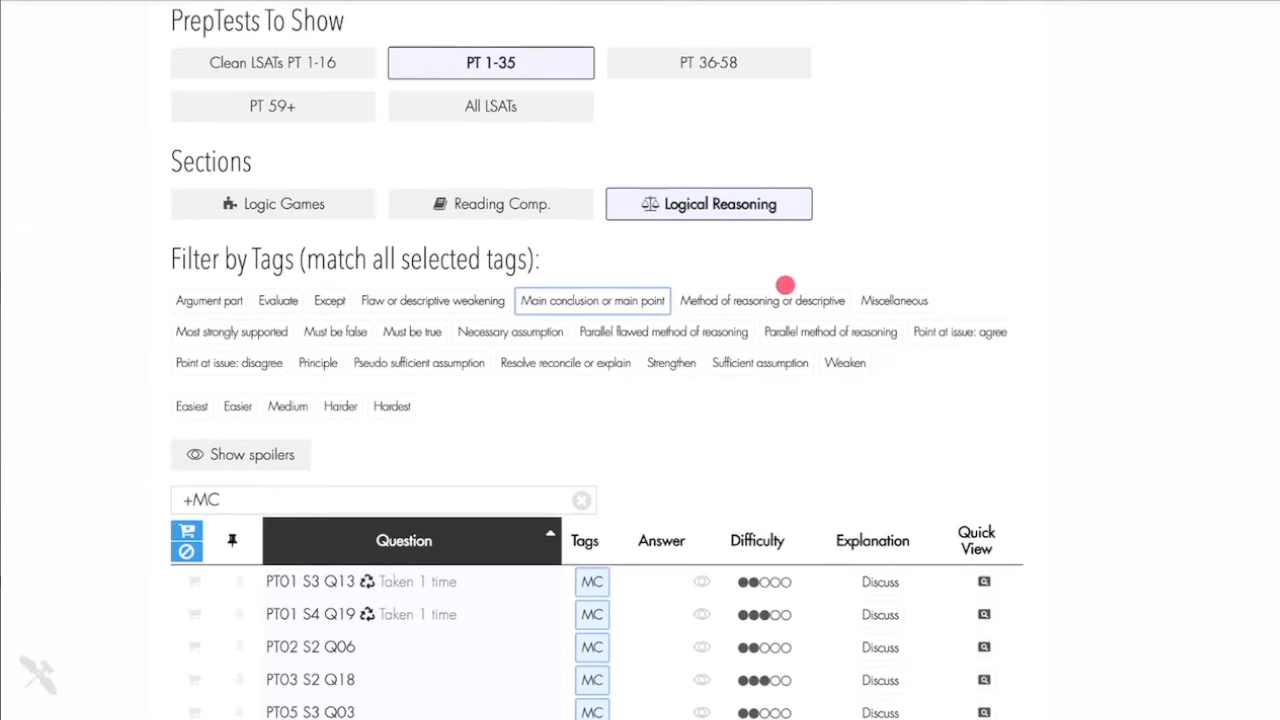 PrepTests To Show
Clean LSATs PT 1-16 PT 1-35 PT 36-58
PT 59+ All LSATs
Sections
Logic Games Reading Comp. Logical Reasoning
Filter by Tags (match all selected tags):
Argument part Evaluate Except Flaw or descriptive weakening Main conclusion or main point Method of reasoning or descriptive Miscellaneous
Most strongly supported Must be false Must be true Necessary assumption Parallel flawed method of reasoning Parallel method of reasoning Point at issue: agree
Point at issue: disagree Principle Pseudo sufficient assumption Resolve reconcile or explain Strengthen Sufficient assumption Weaken
Easiest Easier Medium Harder Hardest
Show spoilers
+MC
Question Tags Answer Difficulty Explanation Quick View
PT01 S3 Q13 Taken 1 time MC Discuss
PT01 S4 Q19 Taken 1 time MC Discuss
PT02 S2 Q06 MC Discuss
PT03 S2 Q18 MC Discuss
PT05 S3 Q03 MC Discuss